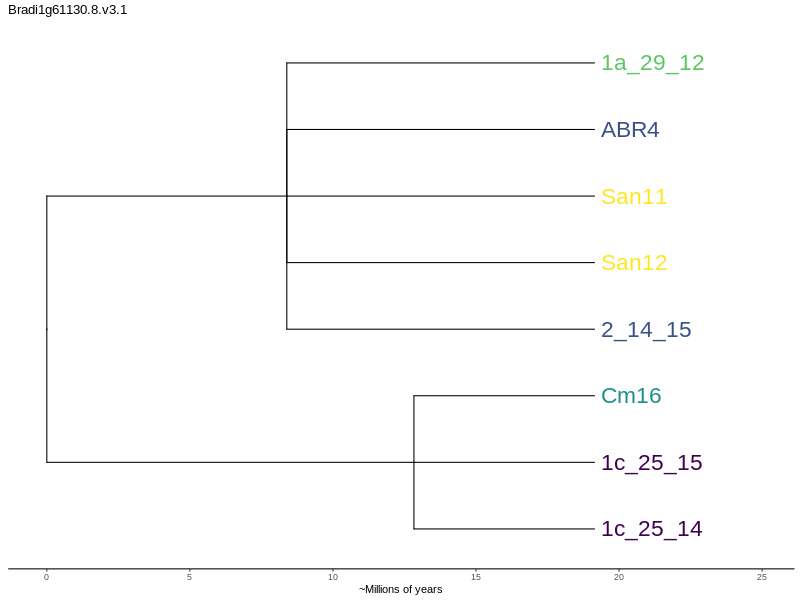 Bradi1g61130.8.v3.1
1a_29_12
ABR4
San11
San12
2_14_15
Cm16
1c_25_15
1c_25_14
0 5 10 15 20 25
~Millions of years